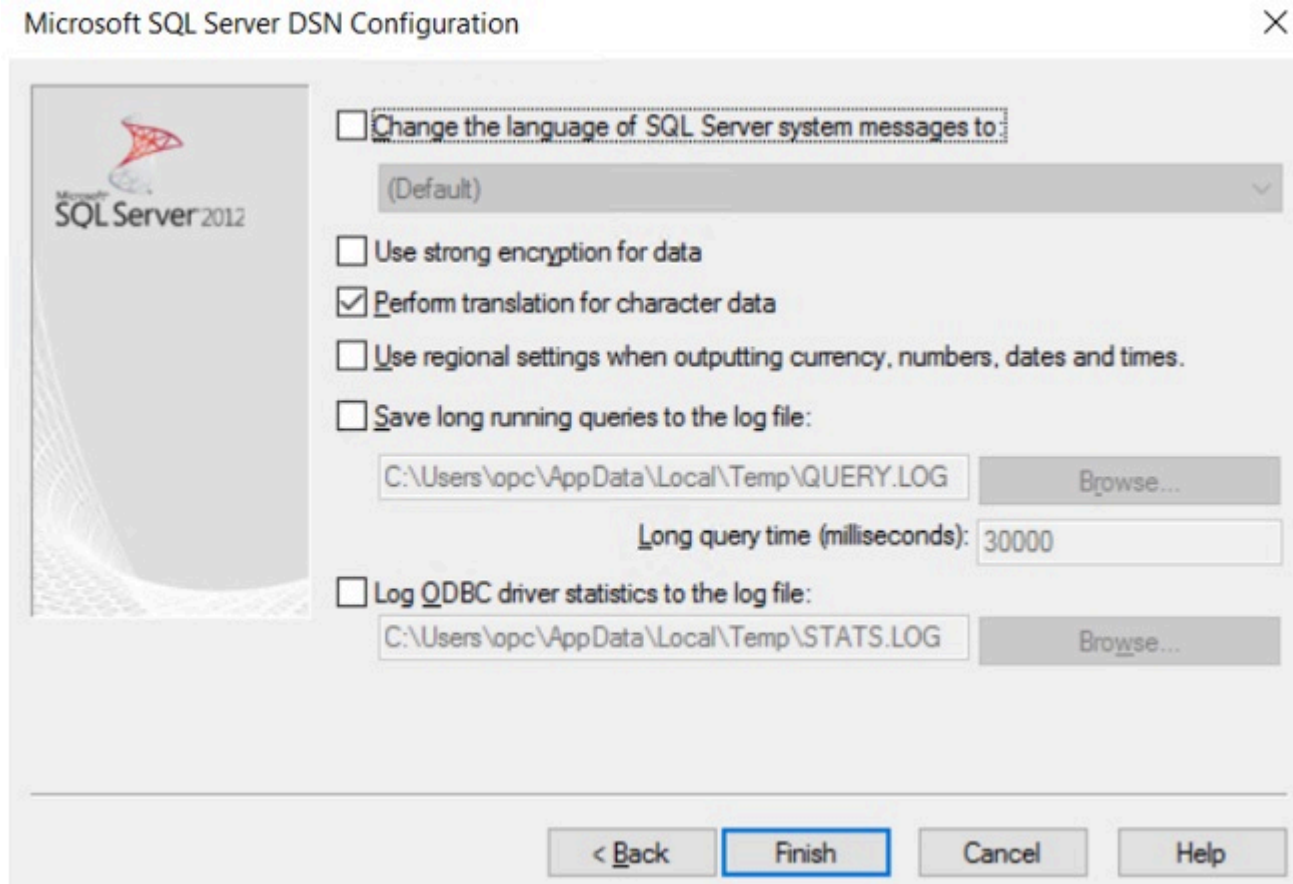 Microsoft SQL Server DSN Configuration
Microsoft
SQL Server 2012
Change the language of SQL Server system messages to:
(Default)
Use strong encryption for data
Perform translation for character data
Use regional settings when outputting currency, numbers, dates and times.
Save long running queries to the log file:
C:\Users\opc\AppData\Local\Temp\QUERY.LOG
Browse...
Long query time (milliseconds): 30000
Log ODBC driver statistics to the log file:
C:\Users\opc\AppData\Local\Temp\STATS.LOG
Browse...
< Back Finish Cancel Help